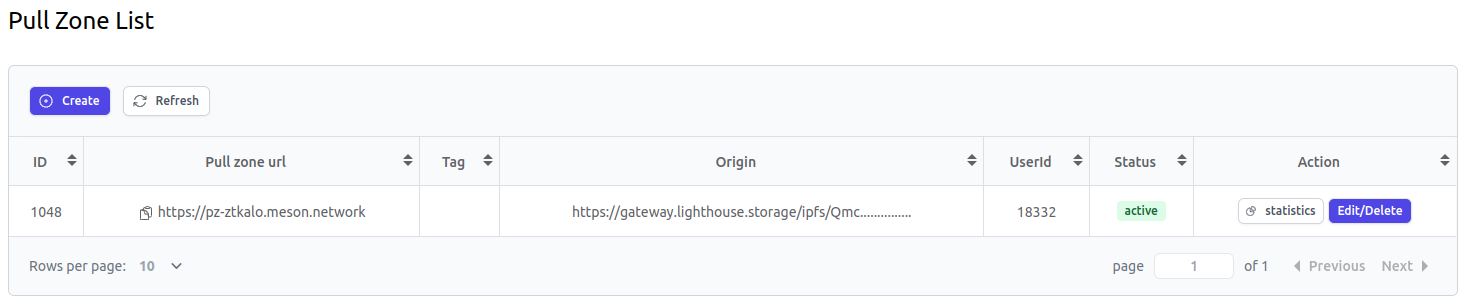 Pull Zone List
Create Refresh
ID Pull zone url Tag Origin UserId Status Action
1048 https://pz-ztkalo.meson.network https://gateway.lighthouse.storage/ipfs/Qmc............... 18332 active statistics Edit/Delete
Rows per page: 10 page 1 of 1 Previous Next